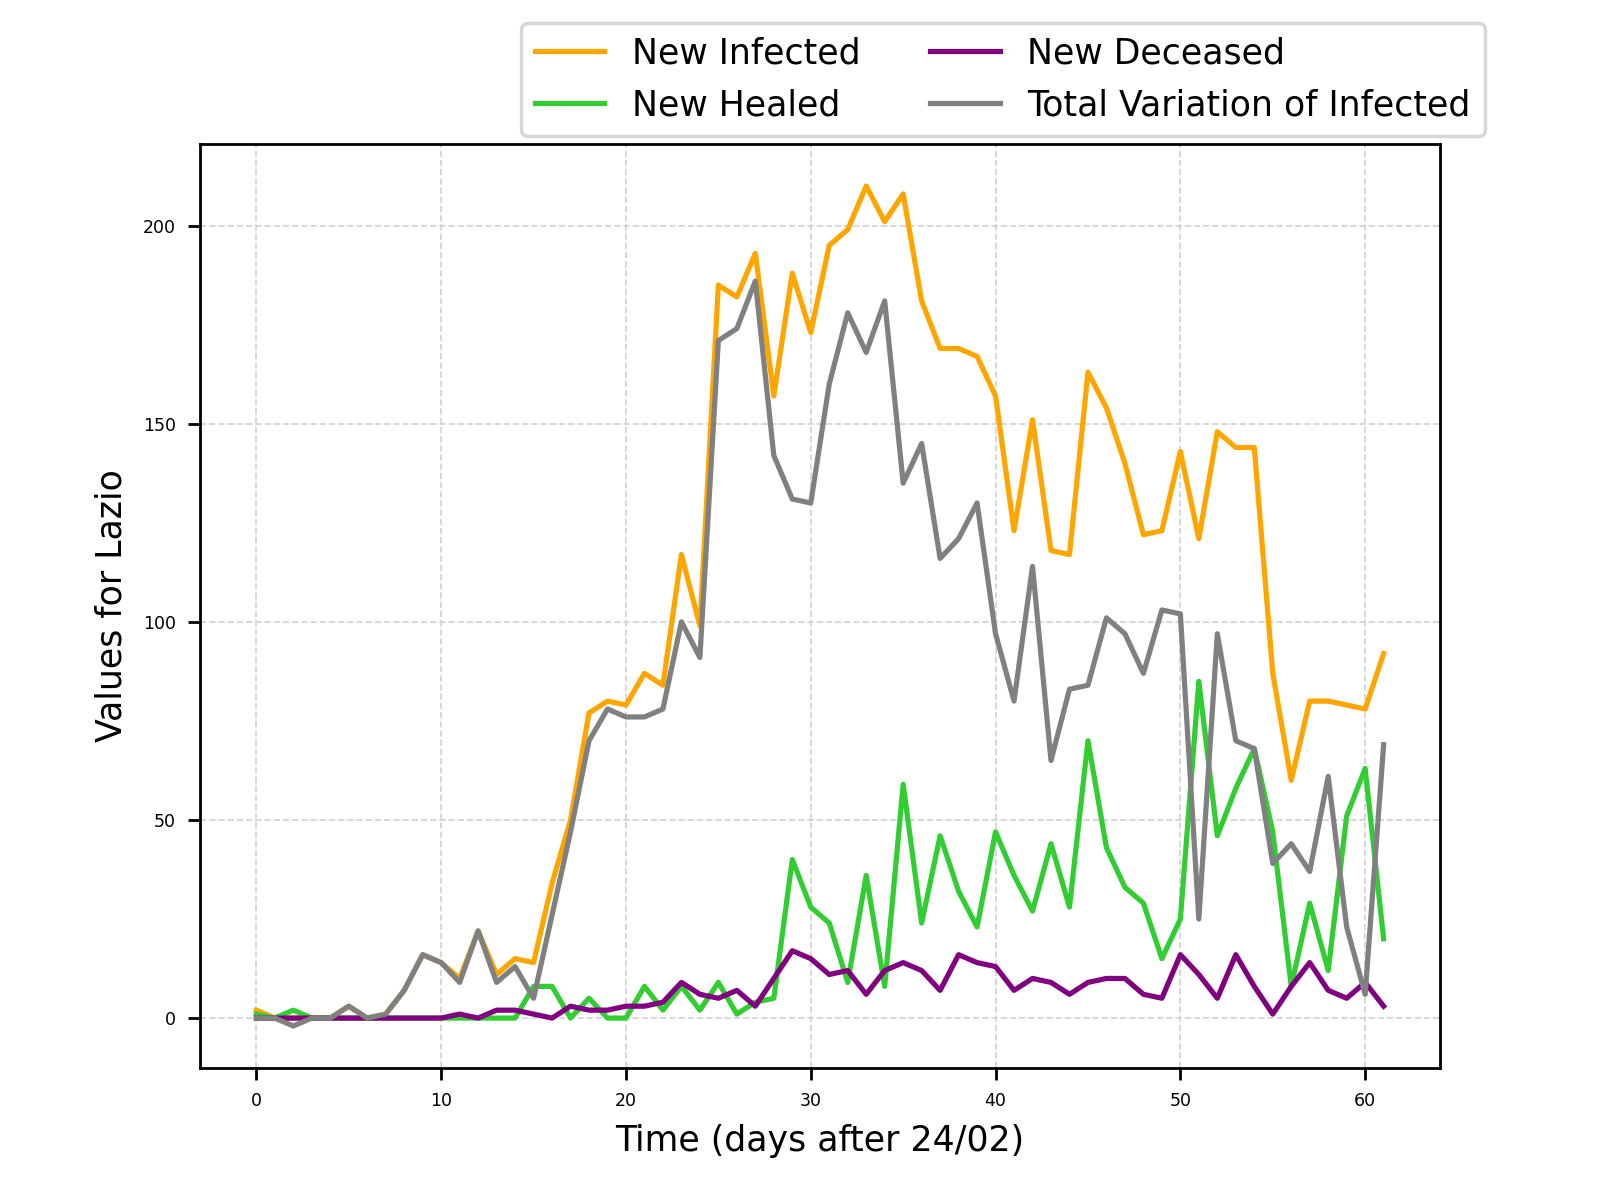 New Infected
New Healed
New Deceased
Total Variation of Infected
200
150
100
50
0
Values for Lazio
0 10 20 30 40 50 60
Time (days after 24/02)